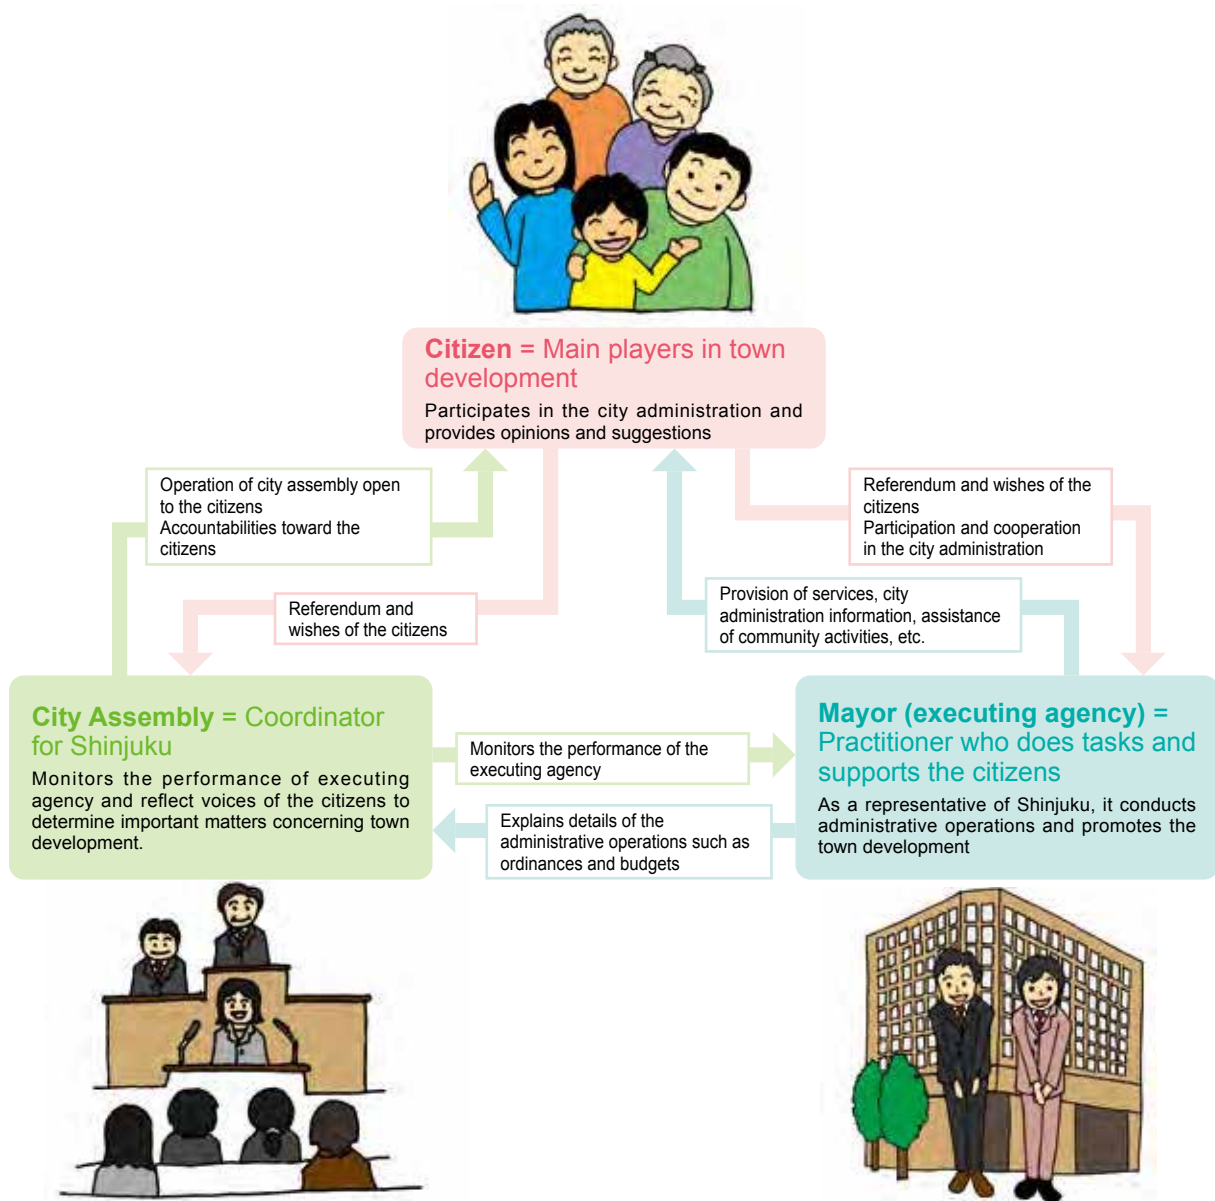 Citizen = Main players in town
development
Participates in the city administration and
provides opinions and suggestions
Operation of city assembly open
to the citizens
Accountabilities toward the
citizens
Referendum and wishes of the
citizens
Participation and cooperation
in the city administration
Referendum and
wishes of the citizens
Provision of services, city
administration information, assistance
of community activities, etc.
City Assembly = Coordinator
for Shinjuku
Monitors the performance of executing
agency and reflect voices of the citizens to
determine important matters concerning town
development.
Monitors the performance of the
executing agency
Explains details of the
administrative operations such as
ordinances and budgets
Mayor (executing agency) =
Practitioner who does tasks and
supports the citizens
As a representative of Shinjuku, it conducts
administrative operations and promotes the
town development